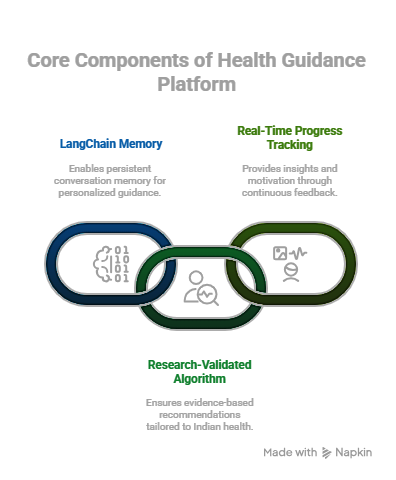 Core Components of Health Guidance
Platform
LangChain Memory
Enables persistent
conversation memory for
personalized guidance.
Real-Time Progress
Tracking
Provides insights and
motivation through
continuous feedback.
01
10
01
01
Research-Validated
Algorithm
Ensures evidence-based
recommendations
tailored to Indian health.
Made with Napkin